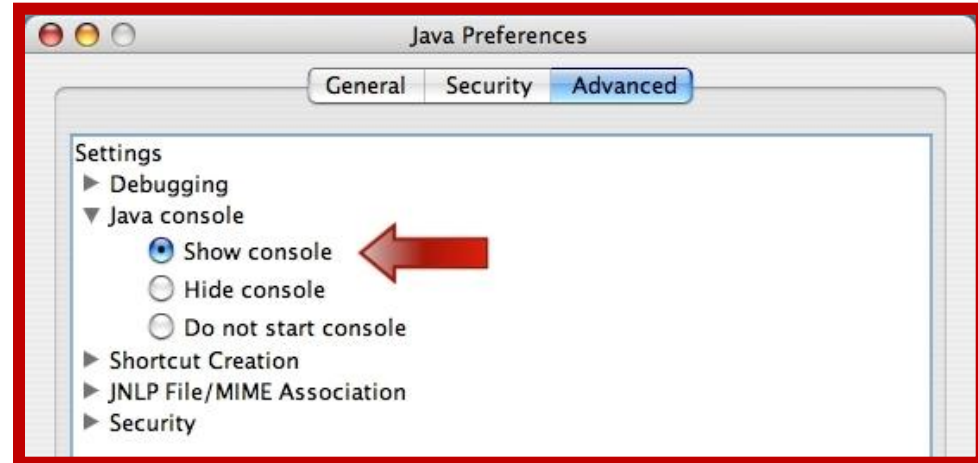 Java Preferences
General Security Advanced
Settings
Debugging
Java console
Show console
Hide console
Do not start console
Shortcut Creation
JNLP File/MIME Association
Security